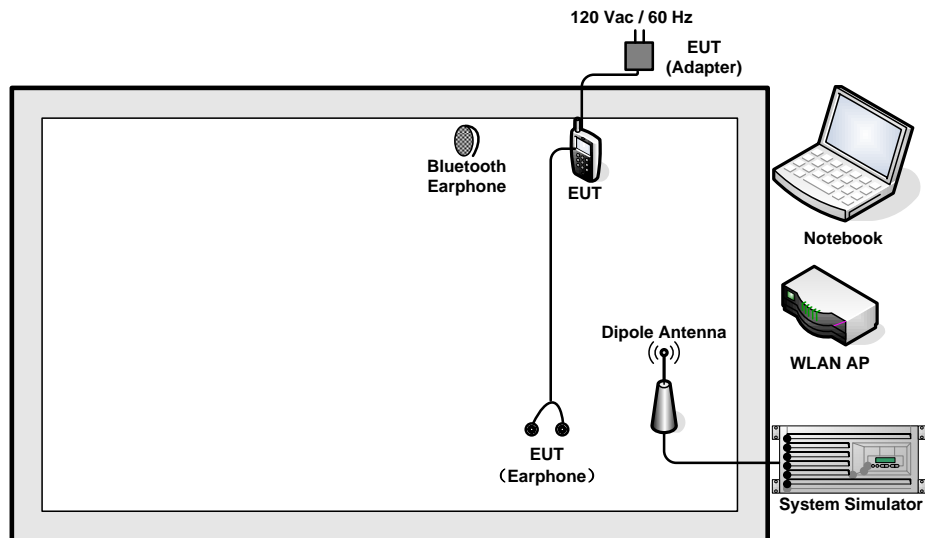 120 Vac / 60 Hz
EUT
(Adapter)
Bluetooth
Earphone
EUT
Notebook
Dipole Antenna
WLAN AP
EUT
（Earphone）
System Simulator